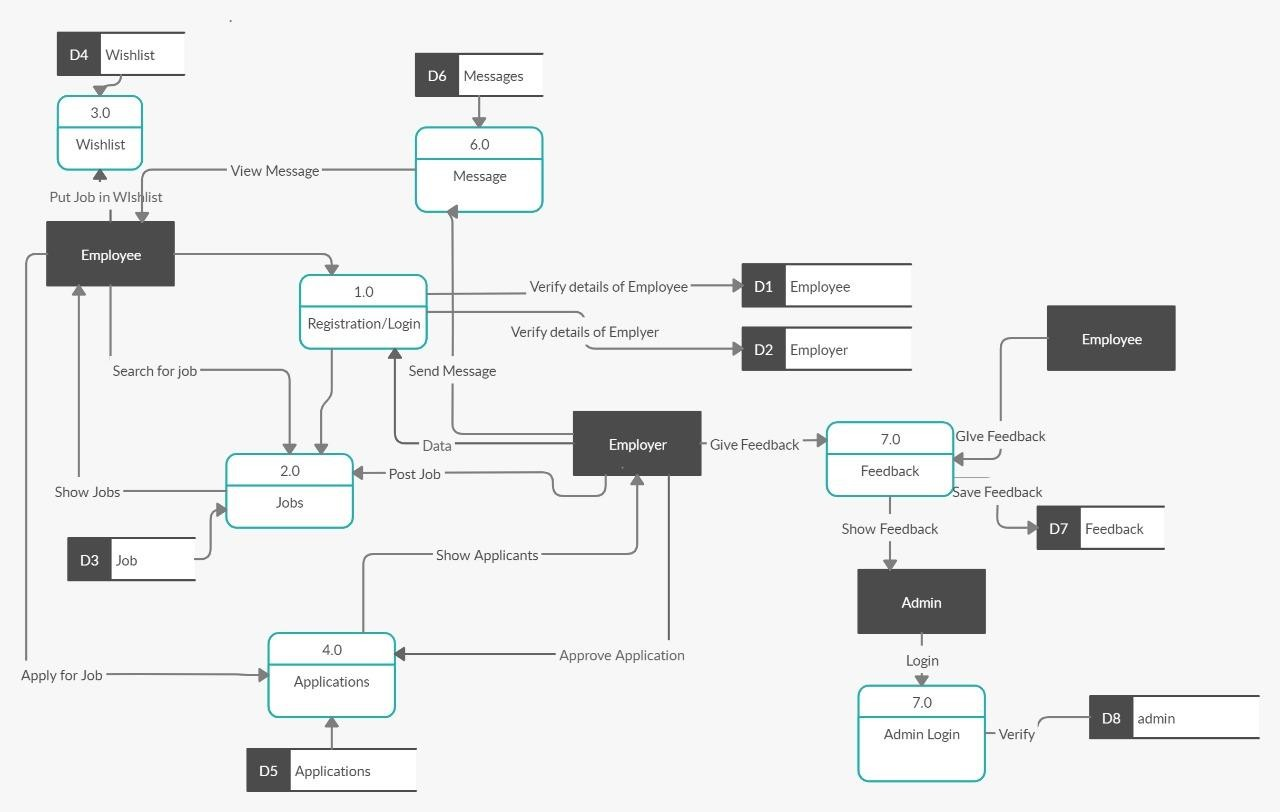 D4 Wishlist
D6 Messages
3.0
Wishlist
6.0
Message
View Message
Put Job in WIshlist
Employee
1.0
Registration/Login
Verify details of Employee
D1 Employee
Verify details of Emplyer
D2 Employer
Employee
Search for job
Send Message
Data
Employer
Give Feedback
7.0
Feedback
GIve Feedback
2.0
Jobs
Post Job
Show Jobs
Save Feedback
D7 Feedback
Show Feedback
D3 Job
Show Applicants
Admin
4.0
Applications
Approve Application
Login
Apply for Job
7.0
Admin Login
Verify
D8 admin
D5 Applications